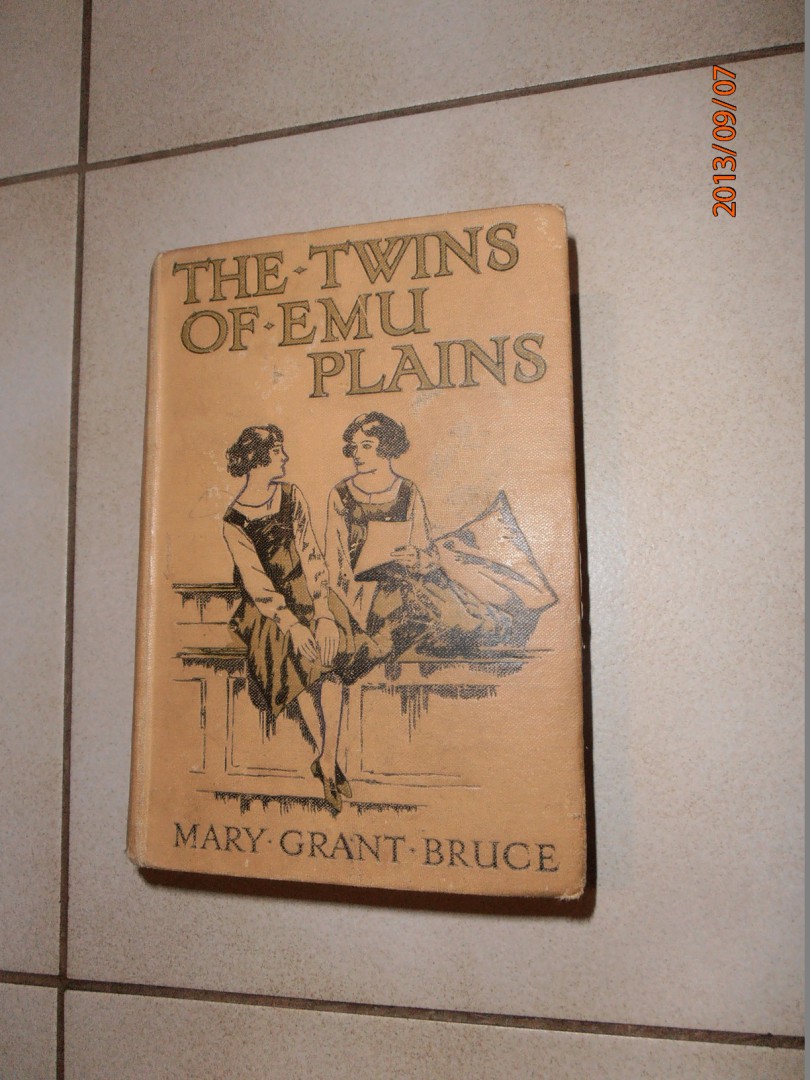 THE·TWINS
OF·EMU
PLAINS
MARY·GRANT·BRUCE
2013/09/07